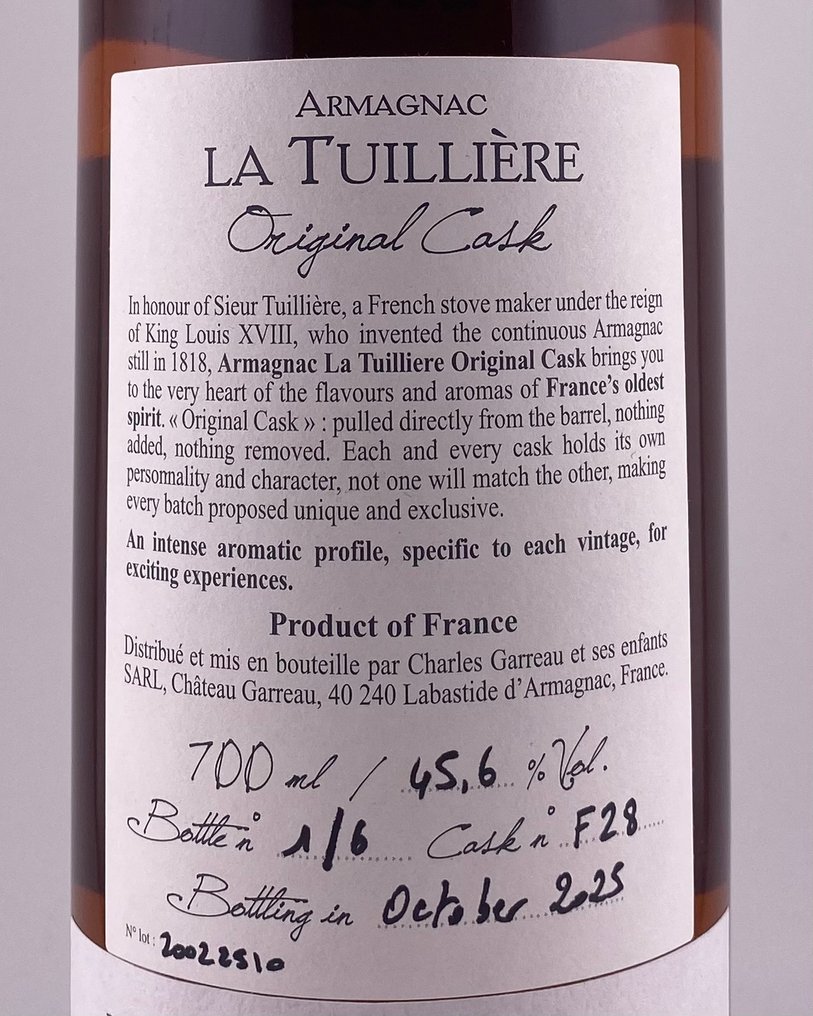 ARMAGNAC
LA TUILLIÈRE
Original Cask
In honour of Sieur Tuillière, a French stove maker under the reign
of King Louis XVIII, who invented the continuous Armagnac
still in 1818, Armagnac La Tuilliere Original Cask brings you
to the very heart of the flavours and aromas of France's oldest
spirit. « Original Cask » : pulled directly from the barrel, nothing
added, nothing removed. Each and every cask holds its own
personnality and character, not one will match the other, making
every batch proposed unique and exclusive.
An intense aromatic profile, specific to each vintage, for
exciting experiences.
Product of France
Distribué et mis en bouteille par Charles Garreau et ses enfants
SARL, Château Garreau, 40 240 Labastide d'Armagnac, France.
700 ml / 45,6 % Vol.
Bottle n° 1/6 Cask n° F28
Bottling in October 2025
N° lot : 20022510